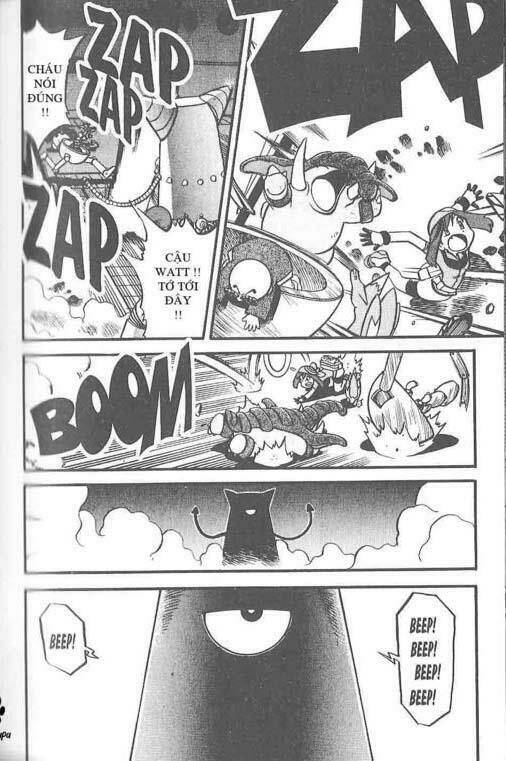 ZAP
ZAP
ZAP
CHÁU
NÓI
ĐÚNG
!!
ZAP
CẬU
WATT !!
TỚ TỚI
ĐÂY
!!
BOOM
BEEP!
BEEP!
BEEP!
BEEP!
BEEP!